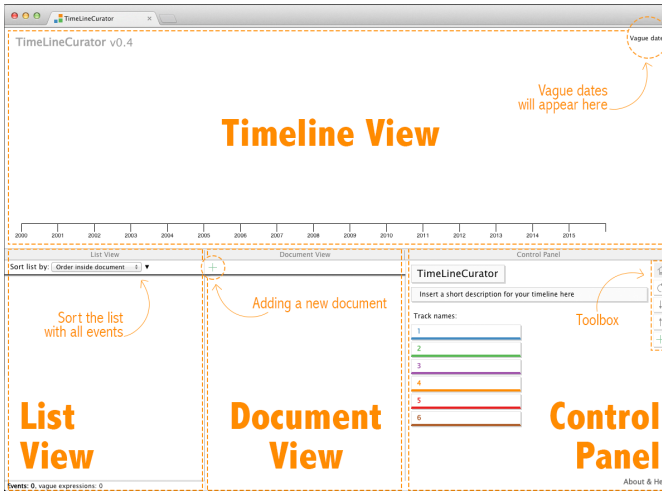 TimeLineCurator
TimeLineCurator v0.4
Vague date
Vague dates
will appear here
Timeline View
2000 2001 2002 2003 2004 2005 2006 2007 2008 2009 2010 2011 2012 2013 2014 2015
List View
Document View
Control Panel
Sort list by: Order inside document
TimeLineCurator
Insert a short description for your timeline here
Adding a new document
Sort the list
with all events
Toolbox
Track names:
1
2
3
4
5
6
List
View
Document
View
Control
Panel
Events: 0, vague expressions: 0
About & He